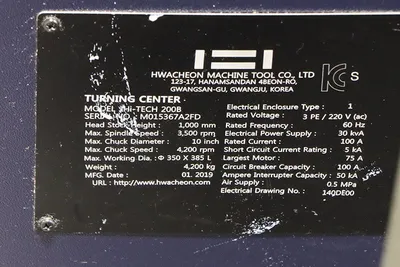 HWACHEON MACHINE TOOL CO., LTD
123-17, HANAMSANDAN 4BEON-RO,
GWANGSAN-GU, GWANGJU, KOREA
KC S
TURNING CENTER
MODEL : Hi-TECH 200B
SERIAL NO. : M015367A2FD
Head Stock Height : 1,000 mm
Max. Spindle Speed : 3,500 rpm
Max. Chuck Diameter : 10 inch
Max. Chuck Speed : 4,200 rpm
Max. Working Dia. : Φ 350 X 385 L
Weight : 4,200 kg
MFG. Date : 01. 2019
URL : http://www.hwacheon.com
Electrical Enclosure Type : 1
Rated Voltage : 3 PE / 220 V (ac)
Rated Frequency : 60 Hz
Electrical Power Supply : 30 kVA
Rated Current : 100 A
Short Circuit Current Rating : 5 kA
Largest Motor : 75 A
Circuit Breaker Capacity : 100 A
Ampere Interrupter Capacity : 50 kA
Air Supply : 0.5 MPa
Electrical Drawing No. : 14QDE00